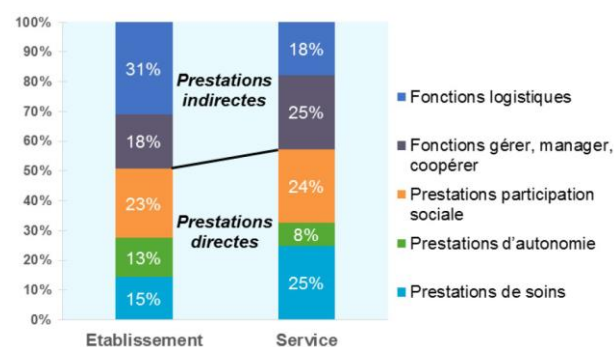 100%
90%
80%
70%
60%
50%
40%
30%
20%
10%
0%
31%
18%
23%
13%
15%
18%
25%
24%
8%
25%
Prestations
indirectes
Prestations
directes
Etablissement
Service
Fonctions logistiques
Fonctions gérer, manager,
coopérer
Prestations participation
sociale
Prestations d'autonomie
Prestations de soins